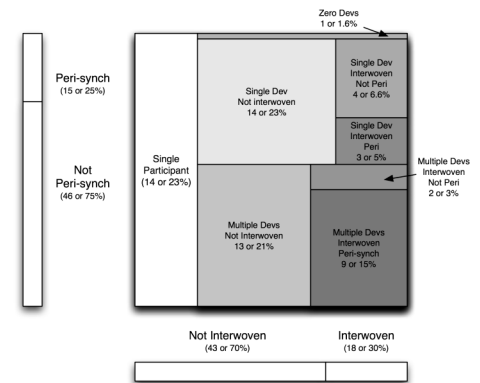 Zero Devs
1 or 1.6%
Peri-synch
(15 or 25%)
Not
Peri-synch
(46 or 75%)
Single
Participant
(14 or 23%)
Single Dev
Not interwoven
14 or 23%
Single Dev
Interwoven
Not Peri
4 or 6.6%
Single Dev
Interwoven
Peri
3 or 5%
Multiple Devs
Interwoven
Not Peri
2 or 3%
Multiple Devs
Not Interwoven
13 or 21%
Multiple Devs
Interwoven
Peri-synch
9 or 15%
Not Interwoven
(43 or 70%)
Interwoven
(18 or 30%)